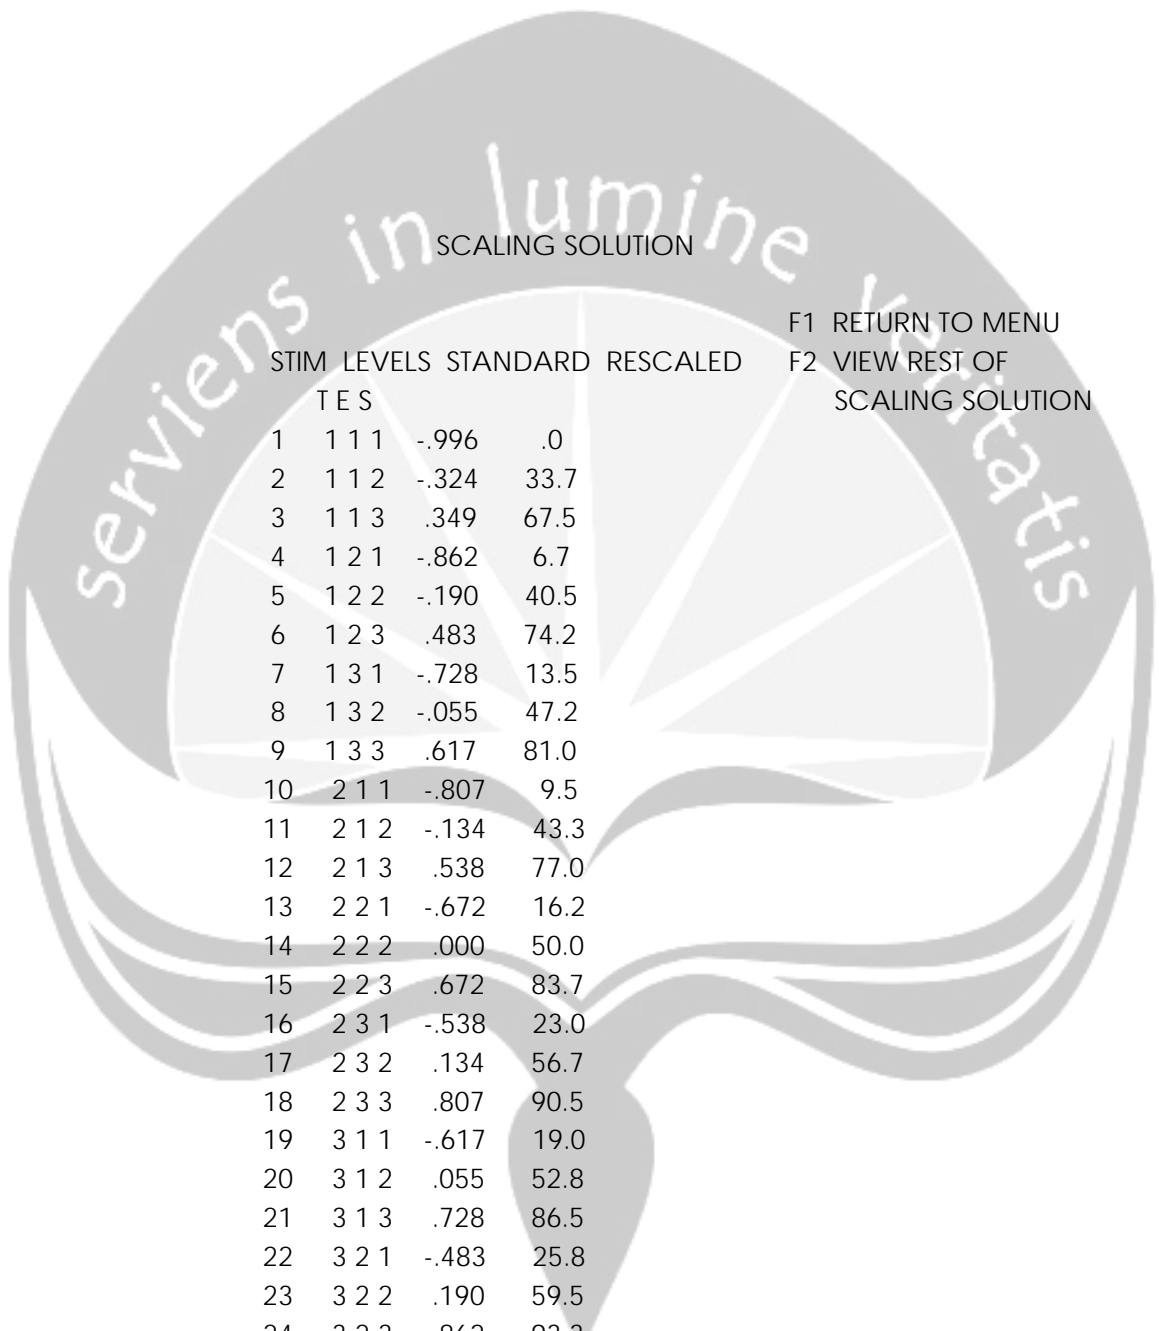 serviens in lumine veritatis
SCALING SOLUTION
F1 RETURN TO MENU
STIM LEVELS STANDARD RESCALED F2 VIEW REST OF
T E S SCALING SOLUTION
1 1 1 1 -.996 .0
2 1 1 2 -.324 33.7
3 1 1 3 .349 67.5
4 1 2 1 -.862 6.7
5 1 2 2 -.190 40.5
6 1 2 3 .483 74.2
7 1 3 1 -.728 13.5
8 1 3 2 -.055 47.2
9 1 3 3 .617 81.0
10 2 1 1 -.807 9.5
11 2 1 2 -.134 43.3
12 2 1 3 .538 77.0
13 2 2 1 -.672 16.2
14 2 2 2 .000 50.0
15 2 2 3 .672 83.7
16 2 3 1 -.538 23.0
17 2 3 2 .134 56.7
18 2 3 3 .807 90.5
19 3 1 1 -.617 19.0
20 3 1 2 .055 52.8
21 3 1 3 .728 86.5
22 3 2 1 -.483 25.8
23 3 2 2 .190 59.5